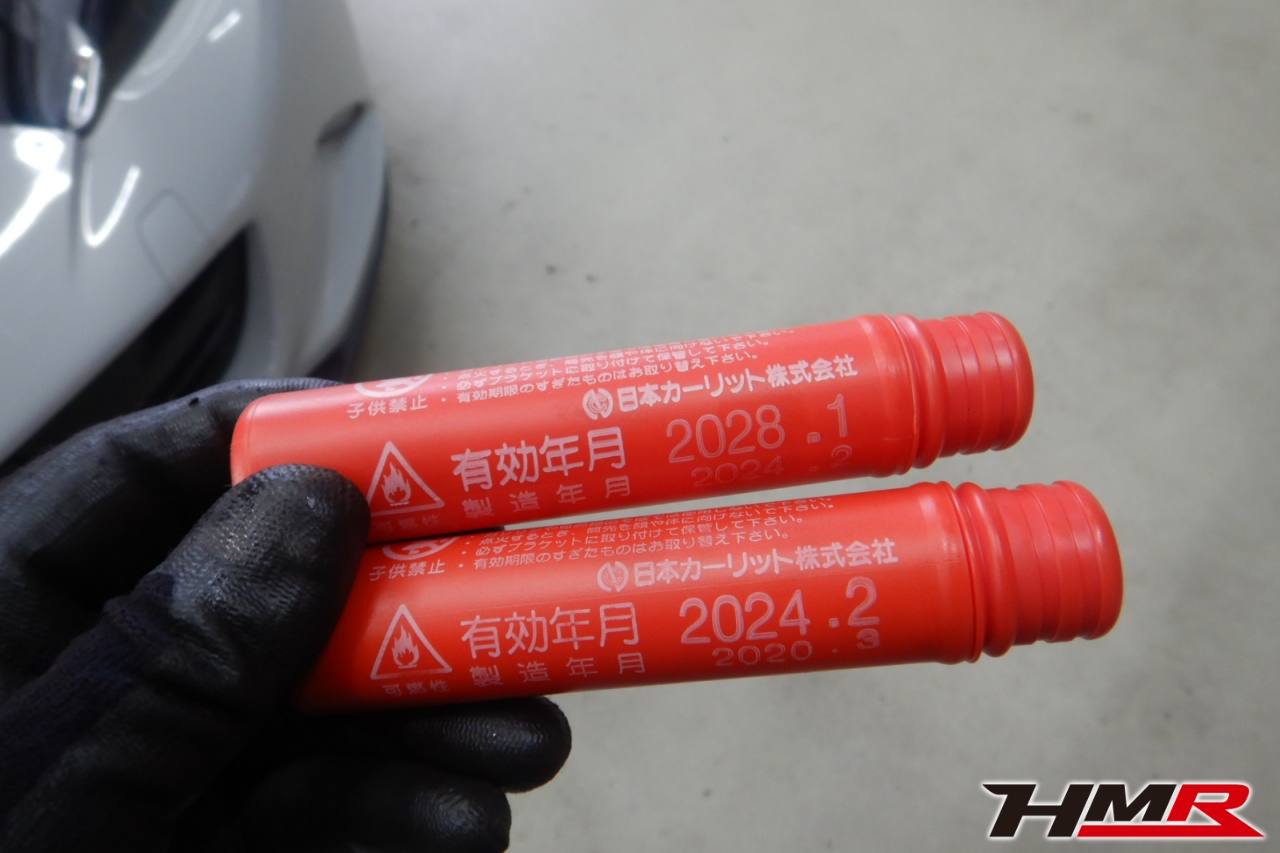 必ずブラケットに取り付けて保管して下さい。
子供禁止 ・有効期限のすぎたものはお取り替え下さい。
日本カーリット株式会社
有効年月 2028.1
製造年月 2024.2
可燃性
必ずブラケットに取り付けて保管して下さい。
子供禁止 ・有効期限のすぎたものはお取り替え下さい。
日本カーリット株式会社
有効年月 2024.2
製造年月 2020.3
可燃性
HMR